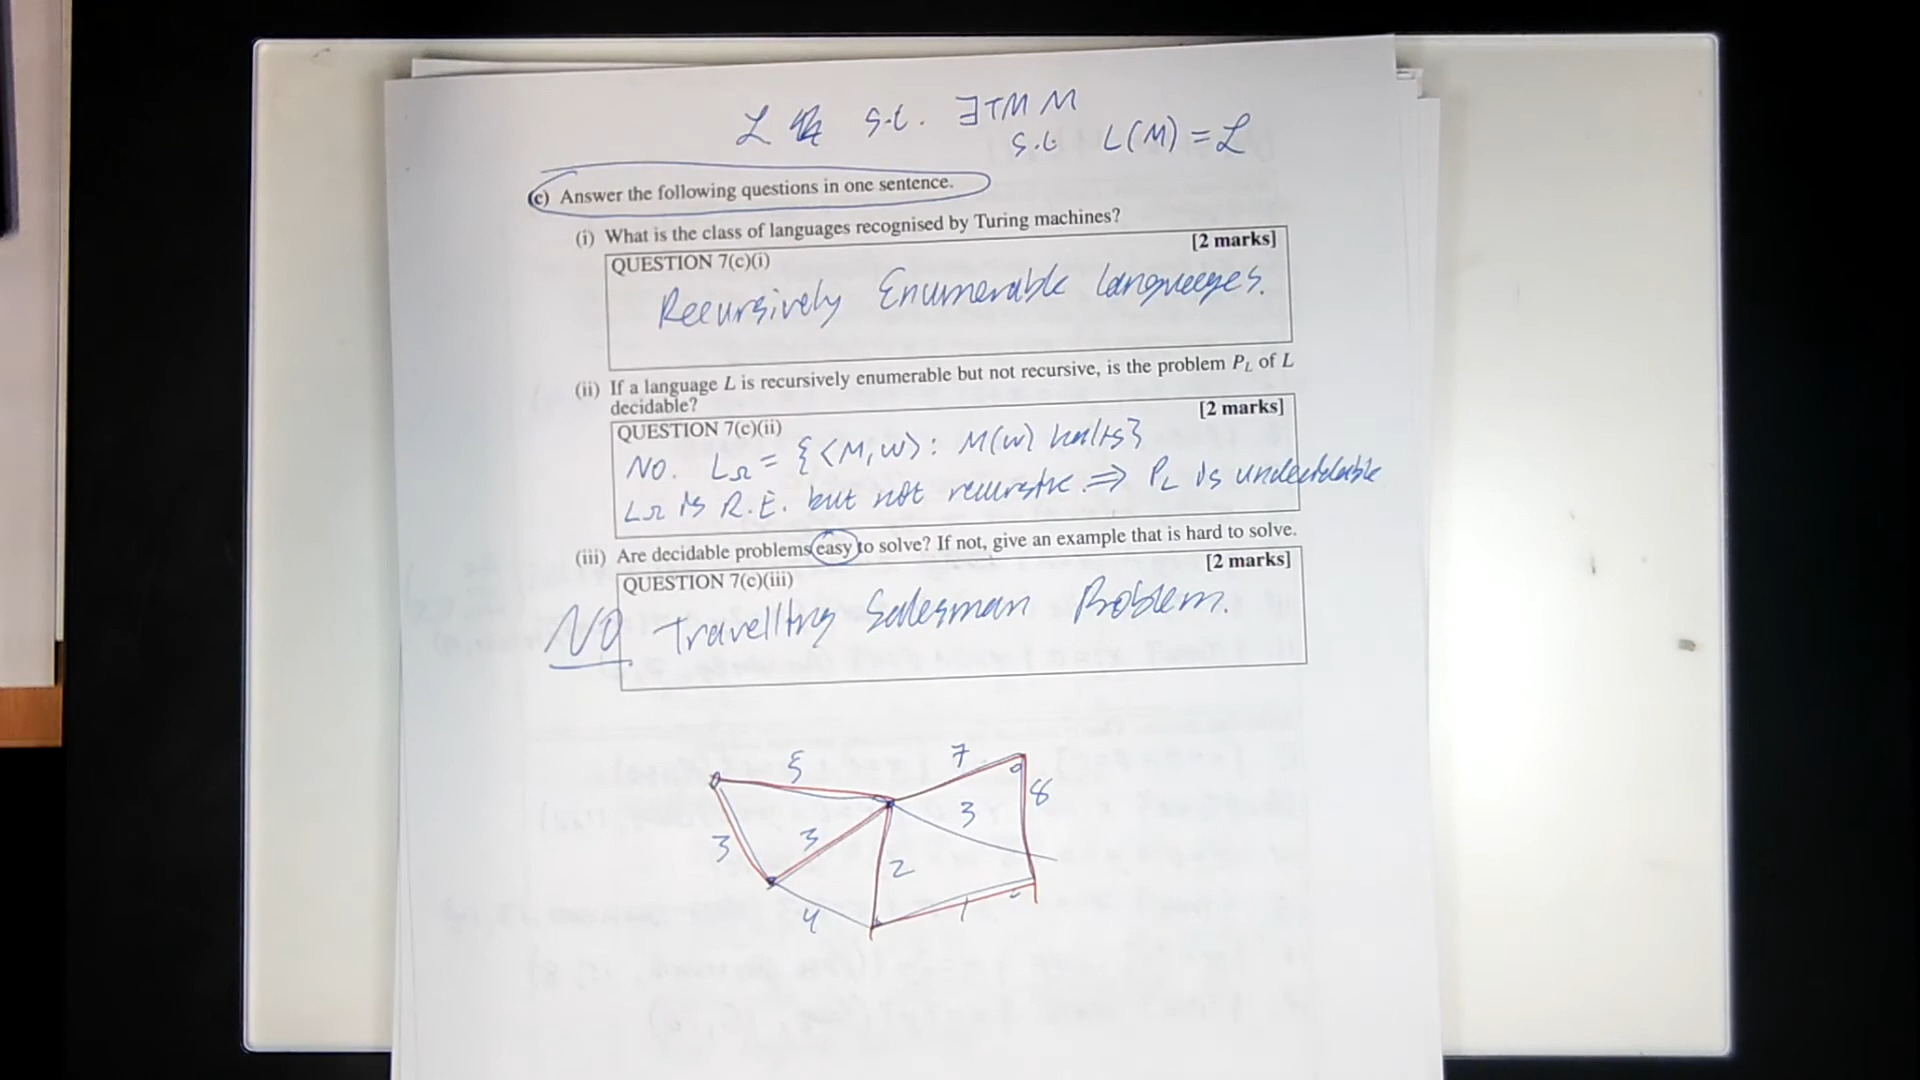 L s.t. ∃TM M
s.t L(M) = L
(c) Answer the following questions in one sentence.
(i) What is the class of languages recognised by Turing machines?
[2 marks]
QUESTION 7(c)(i)
Recursively Enumerable languages.
(ii) If a language L is recursively enumerable but not recursive, is the problem P_L of L
decidable?
[2 marks]
QUESTION 7(c)(ii)
NO. L_Ω = {<M,w>: M(w) halts}
L_Ω is R.E. but not recursive. ⇒ P_L is undecidable
(iii) Are decidable problems easy to solve? If not, give an example that is hard to solve.
[2 marks]
QUESTION 7(c)(iii)
NO. Travelling Salesman Problem.
5 7
8
3 3 3
2
4 1